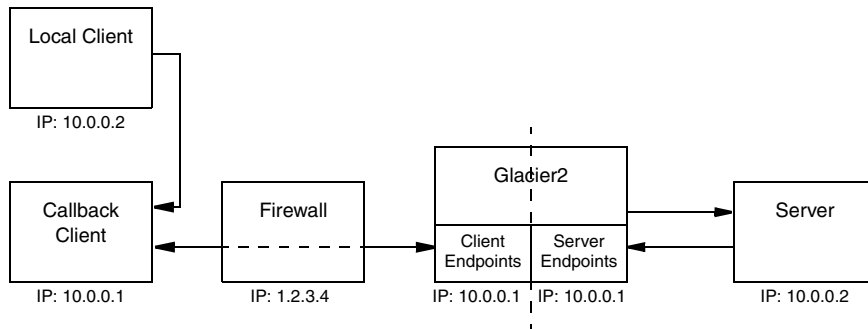 Local Client
IP: 10.0.0.2
Callback
Client
IP: 10.0.0.1
Firewall
IP: 1.2.3.4
Glacier2
Client
Endpoints
IP: 10.0.0.1
Server
Endpoints
IP: 10.0.0.1
Server
IP: 10.0.0.2